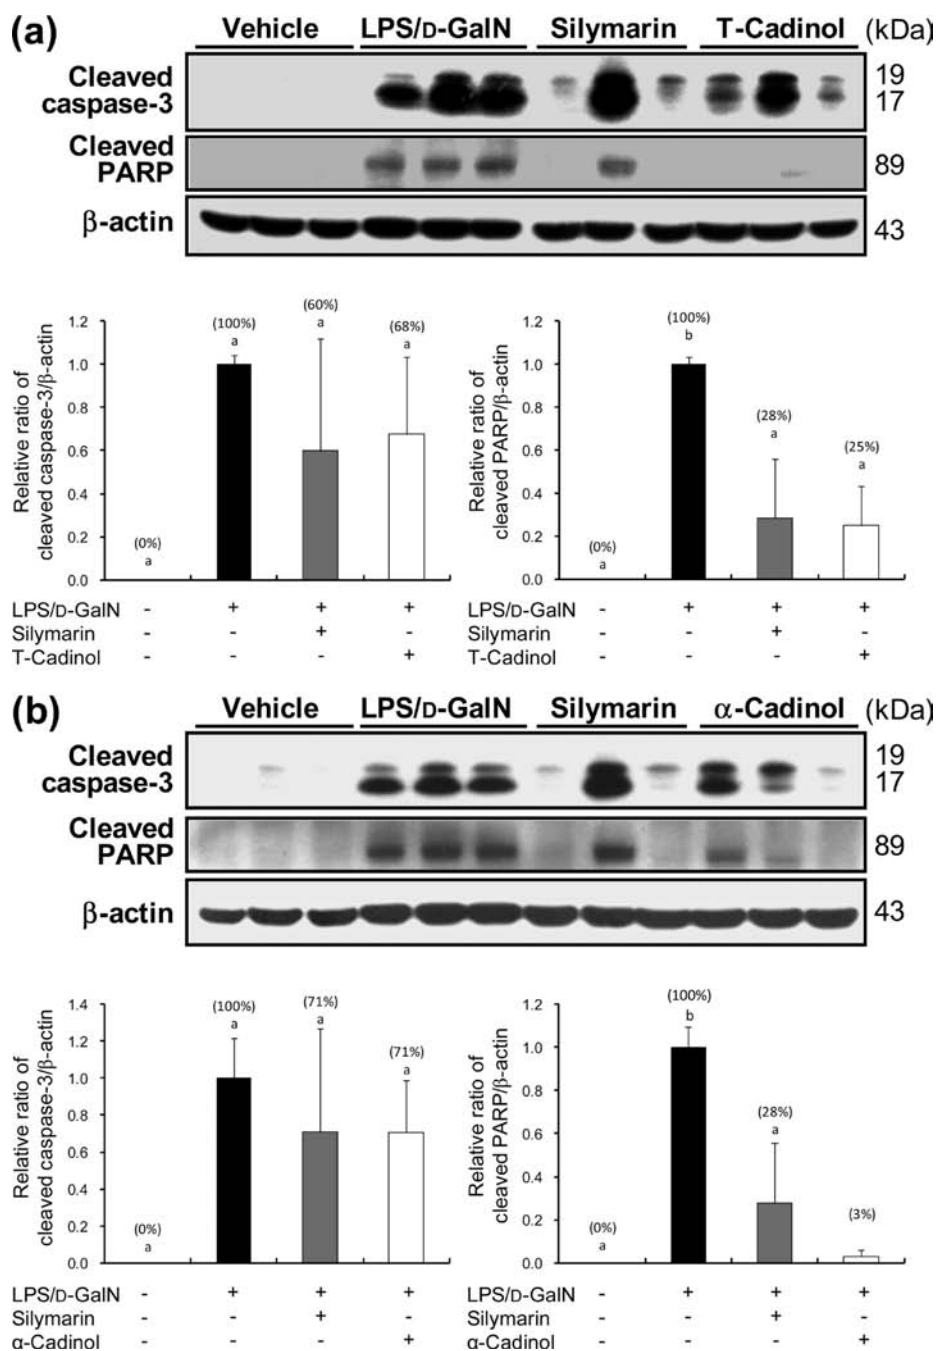 (a)
Vehicle LPS/D-GalN Silymarin T-Cadinol (kDa)
Cleaved caspase-3 19 17
Cleaved PARP 89
β-actin 43
Relative ratio of cleaved caspase-3/β-actin
1.2
1.0
0.8
0.6
0.4
0.2
0.0
(0%) a
(100%) a
(60%) a
(68%) a
LPS/D-GalN - + + +
Silymarin - - + -
T-Cadinol - - - +
Relative ratio of cleaved PARP/β-actin
1.2
1.0
0.8
0.6
0.4
0.2
0.0
(0%) a
(100%) b
(28%) a
(25%) a
LPS/D-GalN - + + +
Silymarin - - + -
T-Cadinol - - - +
(b)
Vehicle LPS/D-GalN Silymarin α-Cadinol (kDa)
Cleaved caspase-3 19 17
Cleaved PARP 89
β-actin 43
Relative ratio of cleaved caspase-3/β-actin
1.4
1.2
1.0
0.8
0.6
0.4
0.2
0.0
(0%) a
(100%) a
(71%) a
(71%) a
LPS/D-GalN - + + +
Silymarin - - + -
α-Cadinol - - - +
Relative ratio of cleaved PARP/β-actin
1.2
1.0
0.8
0.6
0.4
0.2
0.0
(0%) a
(100%) b
(28%) a
(3%)
LPS/D-GalN - + + +
Silymarin - - + -
α-Cadinol - - - +